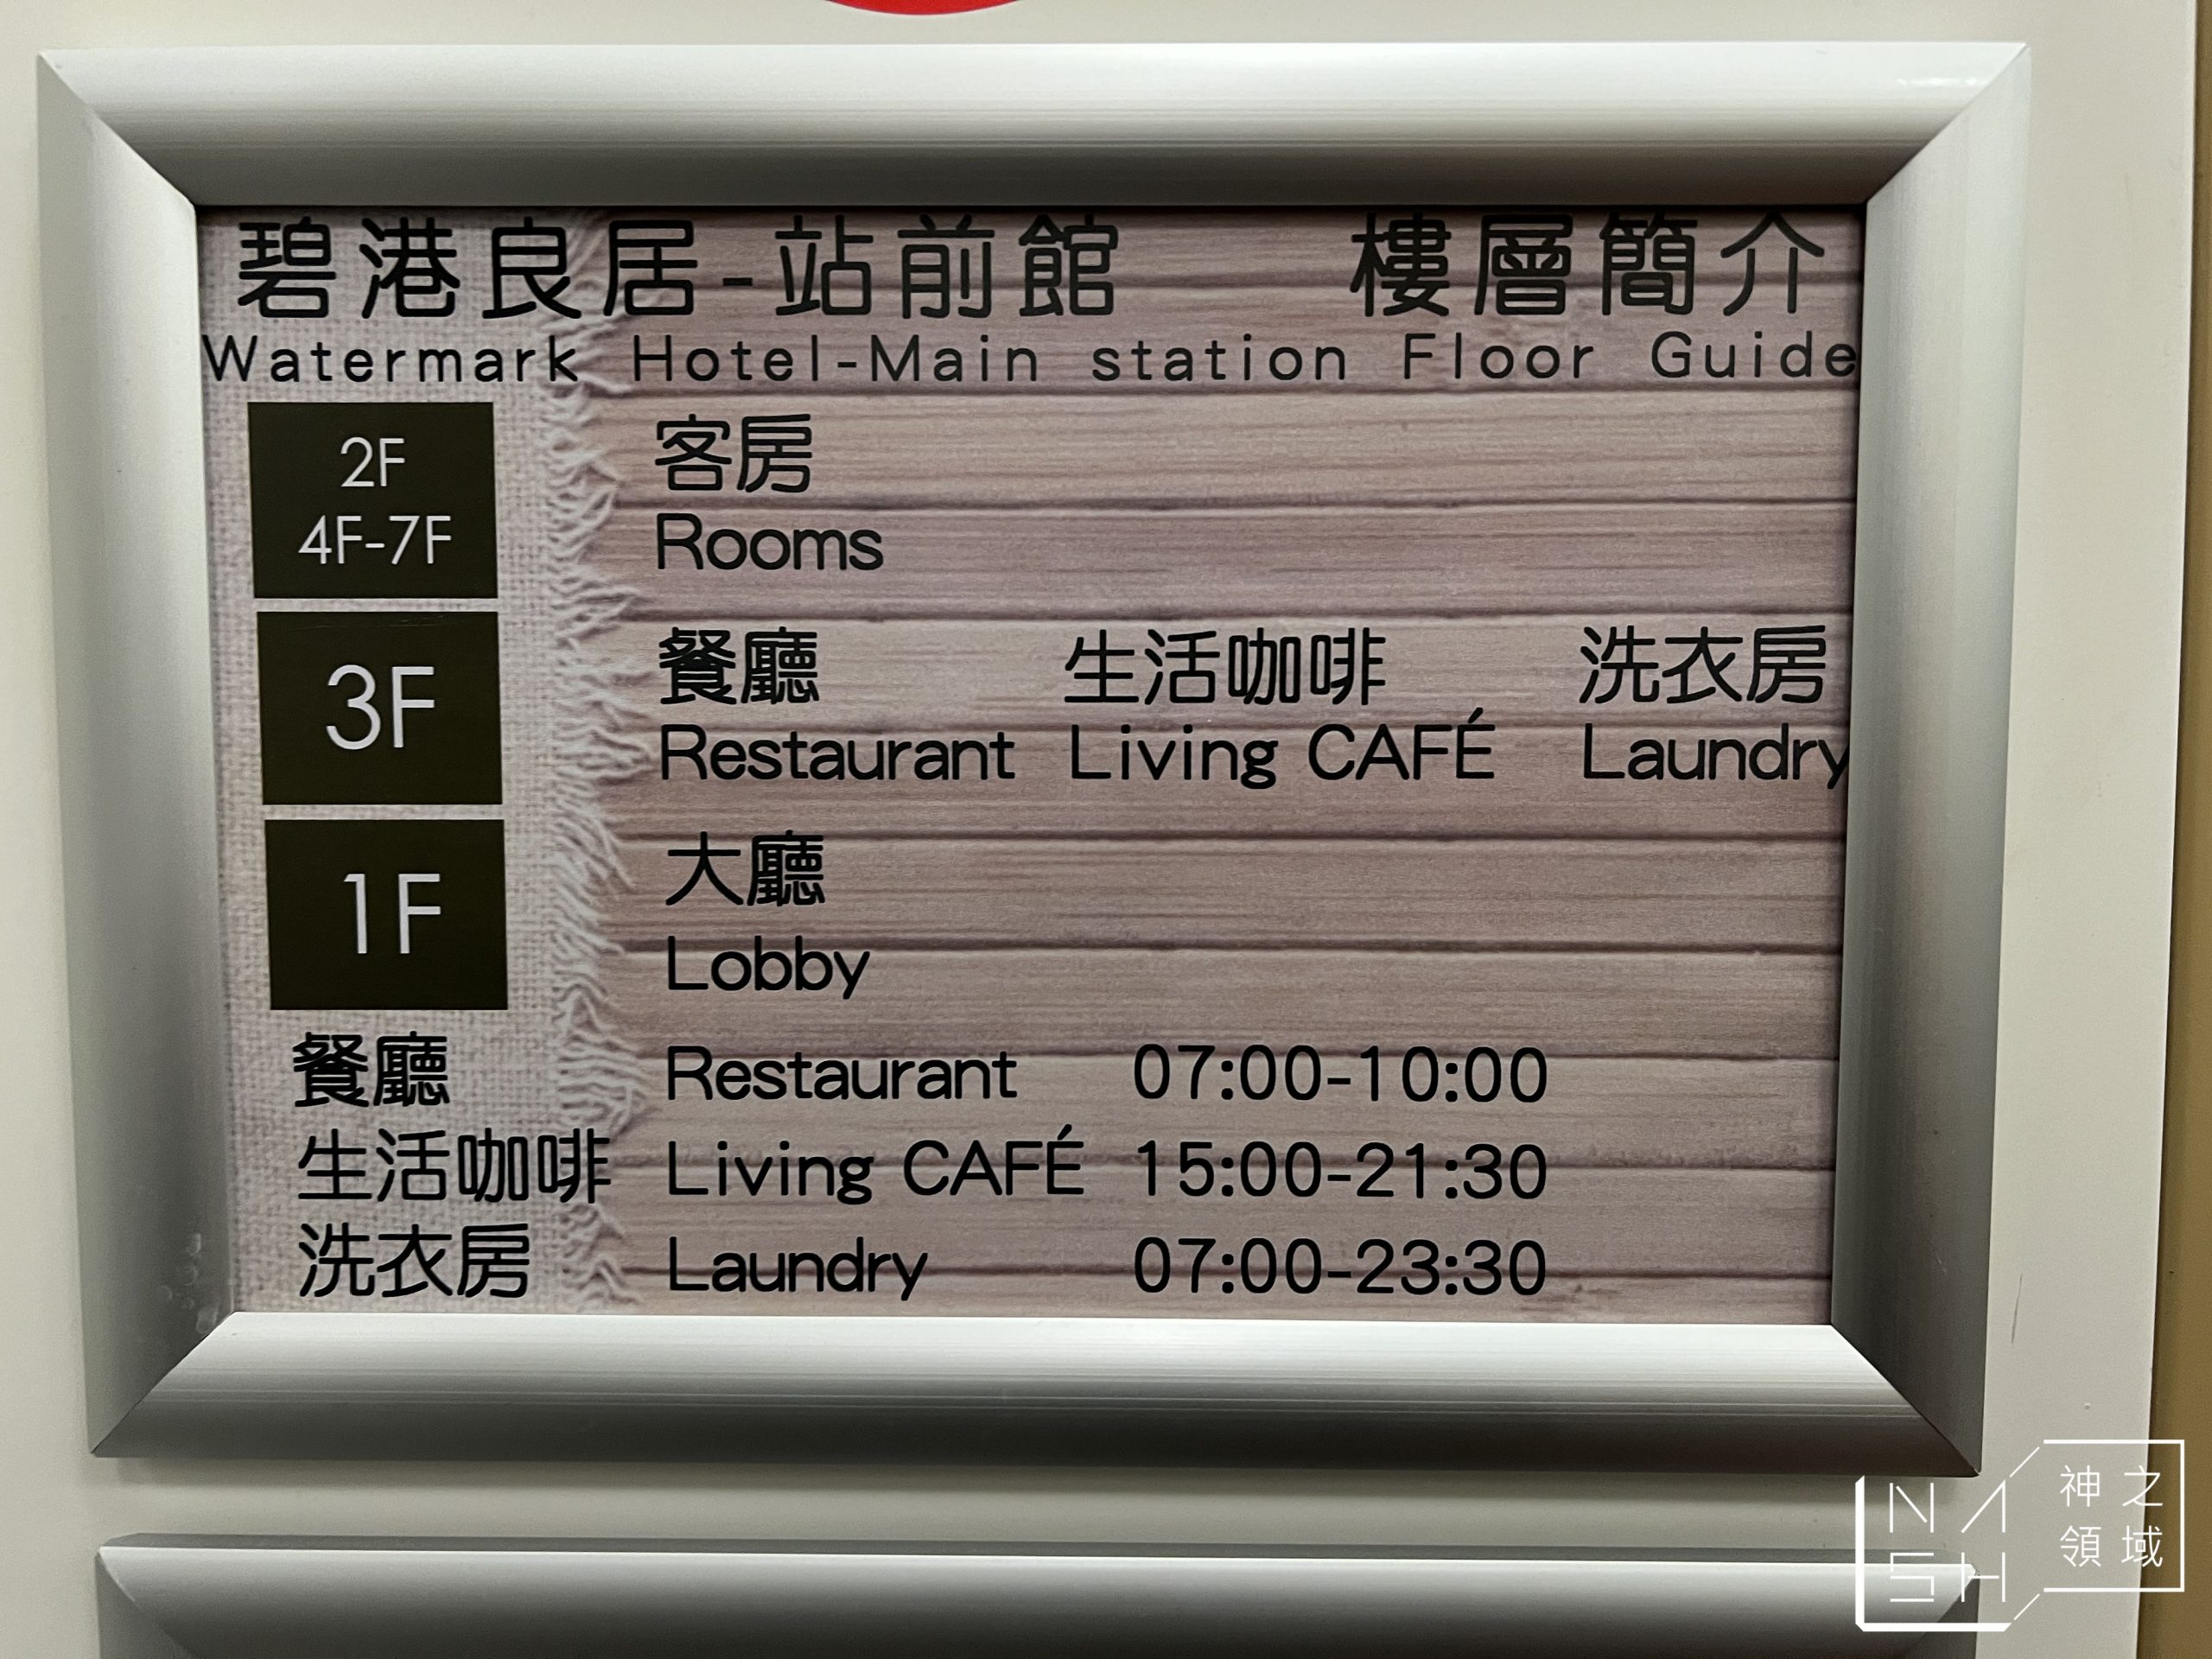 碧港良居-站前館 樓層簡介
Watermark Hotel-Main station Floor Guide
2F
4F-7F
客房
Rooms
3F
餐廳 生活咖啡 洗衣房
Restaurant Living CAFÉ Laundry
1F
大廳
Lobby
餐廳 Restaurant 07:00-10:00
生活咖啡 Living CAFÉ 15:00-21:30
洗衣房 Laundry 07:00-23:30
NASH
神之
領域